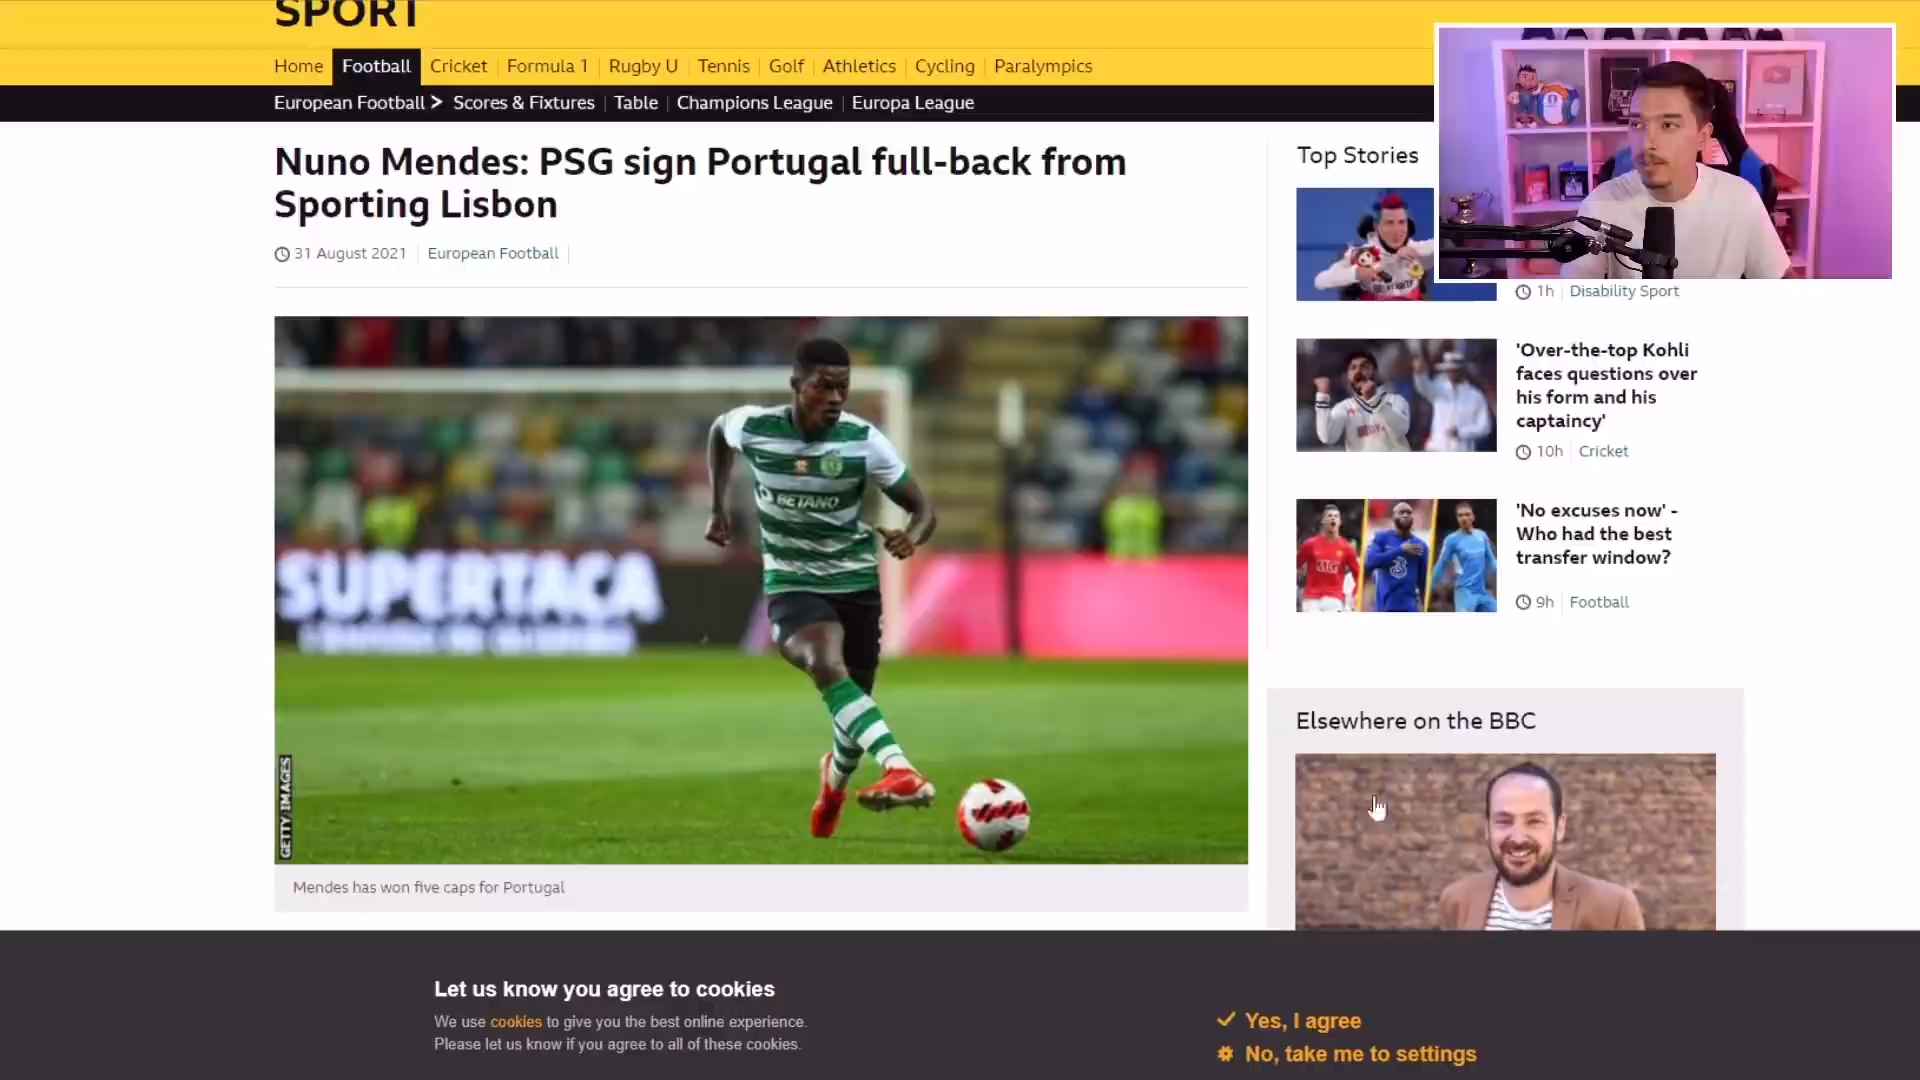 SPORT
Home
Football
Cricket
Formula 1
Rugby U
Tennis
Golf
Athletics
Cycling
Paralympics
European Football >
Scores & Fixtures
Table
Champions League
Europa League
Nuno Mendes: PSG sign Portugal full-back from
Sporting Lisbon
31 August 2021
European Football
BETANO
SUPERTAÇA
GETTY IMAGES
Mendes has won five caps for Portugal
Top Stories
1h
Disability Sport
'Over-the-top Kohli
faces questions over
his form and his
captaincy'
10h
Cricket
'No excuses now' -
Who had the best
transfer window?
9h
Football
3
Elsewhere on the BBC
Let us know you agree to cookies
We use cookies to give you the best online experience.
Please let us know if you agree to all of these cookies.
Yes, I agree
No, take me to settings